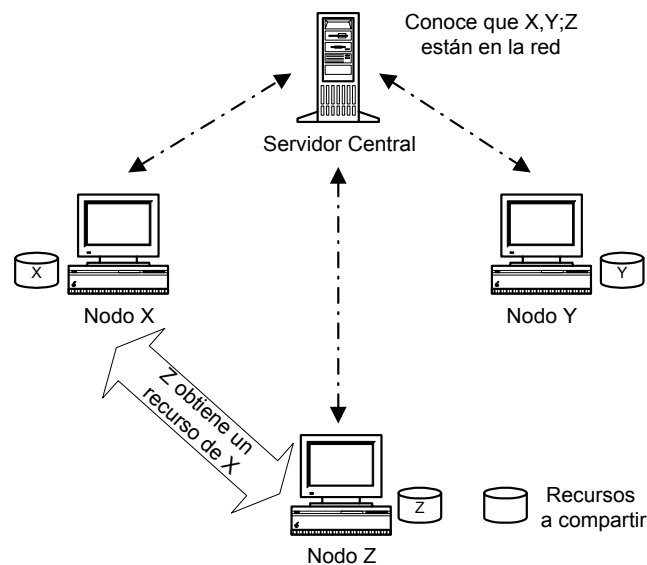 Conoce que X,Y;Z
están en la red
Servidor Central
X
Nodo X
Y
Nodo Y
Z obtiene un
recurso de X
Z
Nodo Z
Recursos
a compartir